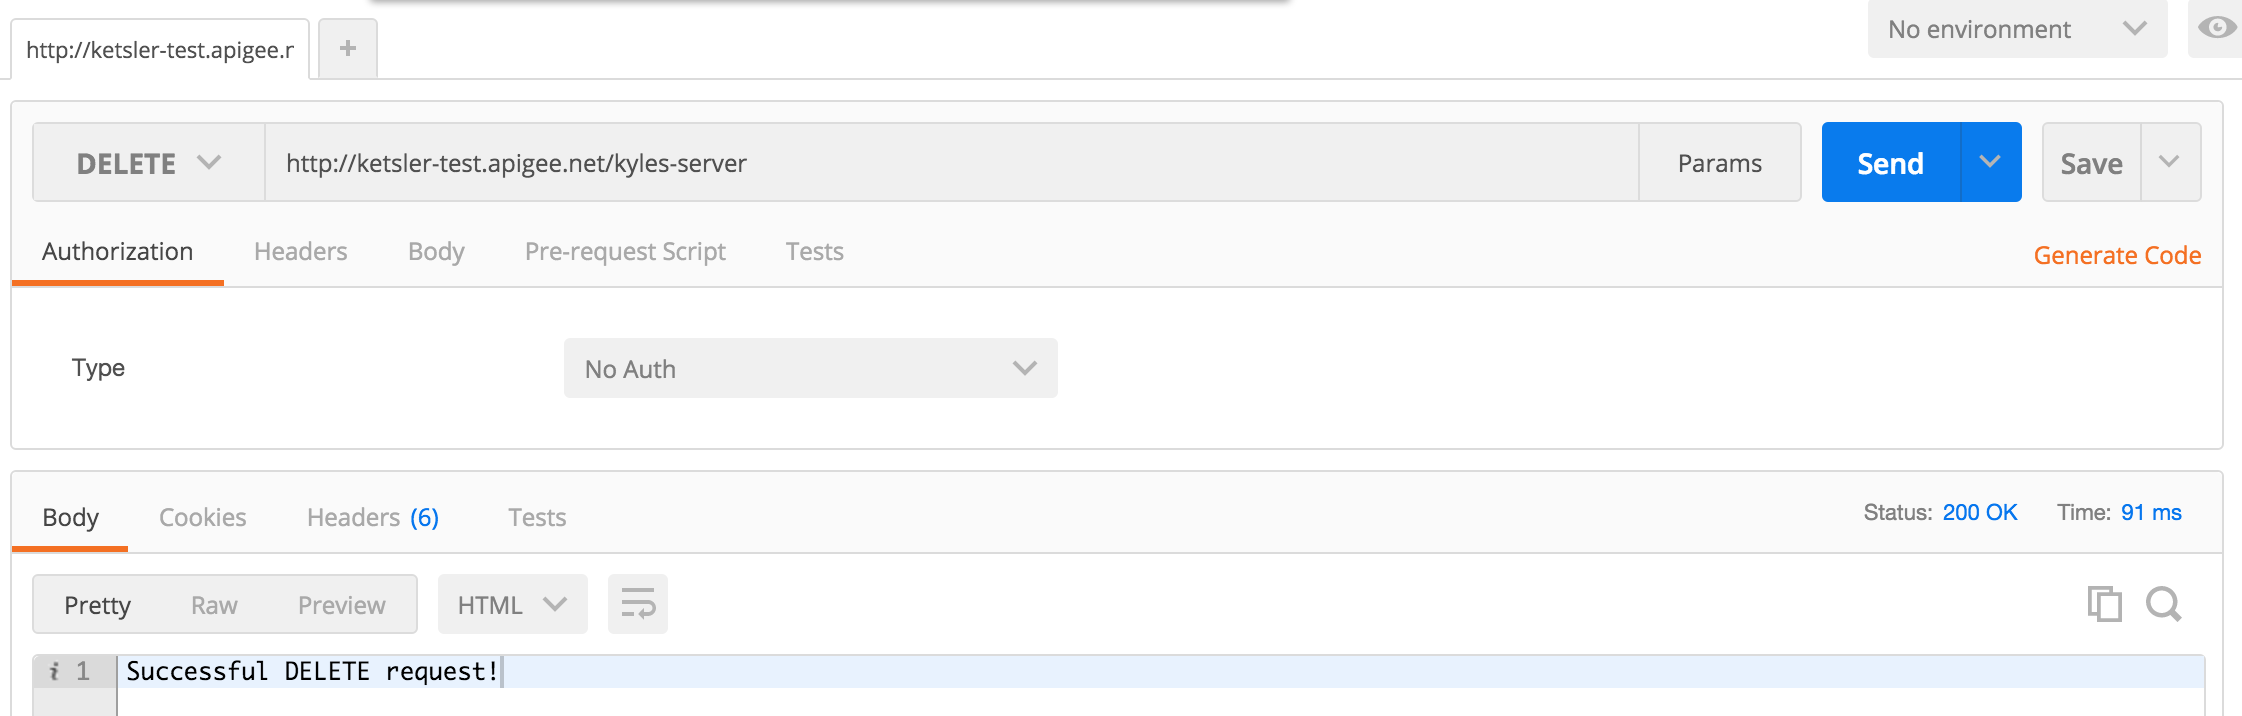 http://ketsler-test.apigee.r
+
No environment
DELETE
http://ketsler-test.apigee.net/kyles-server
Params
Send
Save
Authorization
Headers
Body
Pre-request Script
Tests
Generate Code
Type
No Auth
Body
Cookies
Headers (6)
Tests
Status: 200 OK
Time: 91 ms
Pretty
Raw
Preview
HTML
i 1 Successful DELETE request!